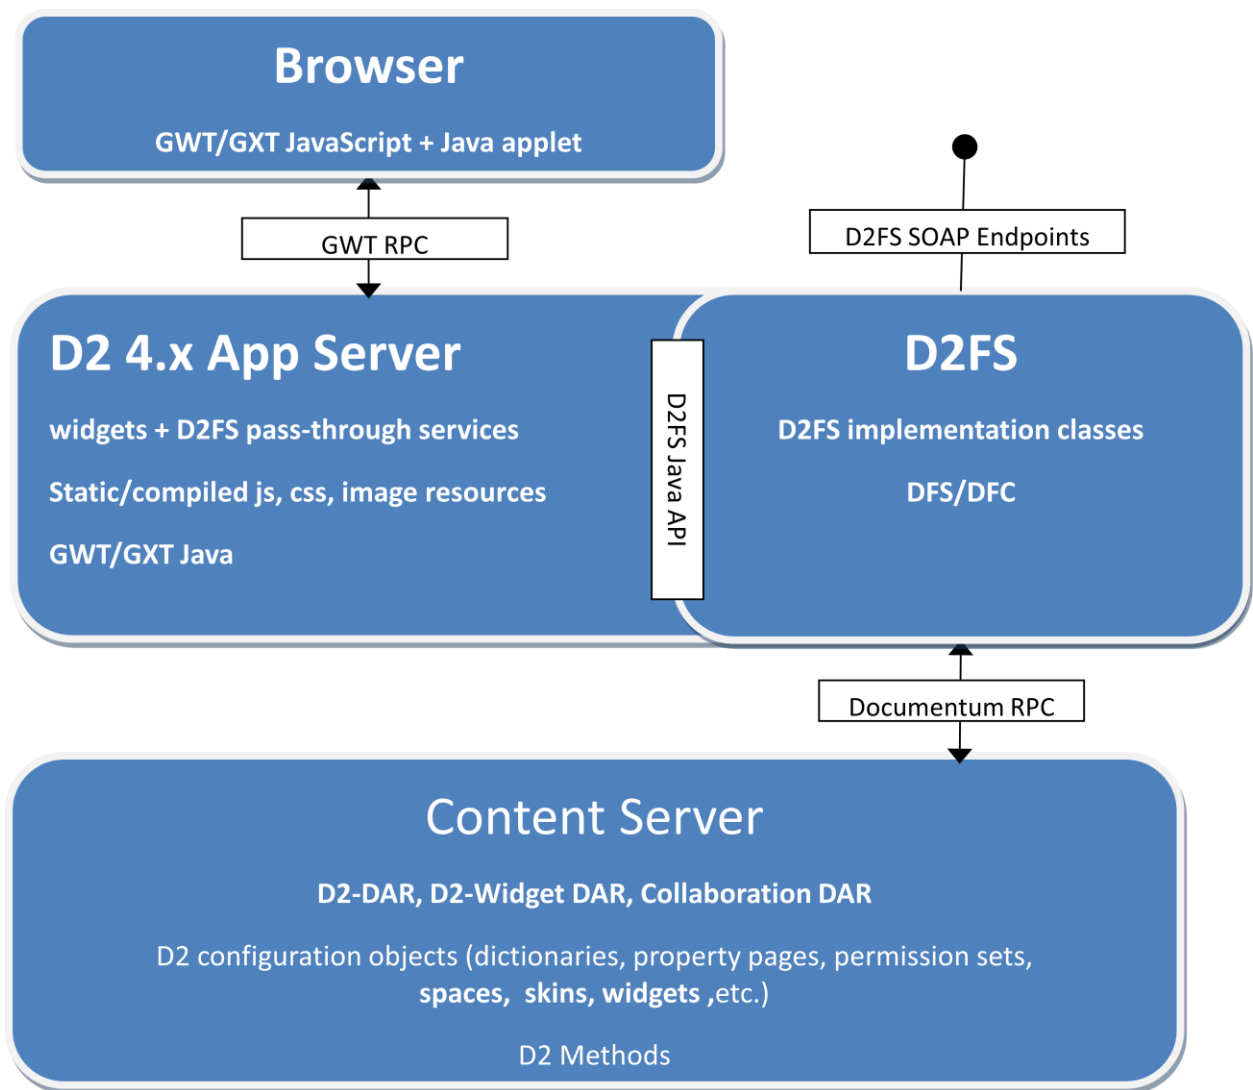 Browser
GWT/GXT JavaScript + Java applet
GWT RPC
D2FS SOAP Endpoints
D2 4.x App Server
widgets + D2FS pass-through services
Static/compiled js, css, image resources
GWT/GXT Java
D2FS Java API
D2FS
D2FS implementation classes
DFS/DFC
Documentum RPC
Content Server
D2-DAR, D2-Widget DAR, Collaboration DAR
D2 configuration objects (dictionaries, property pages, permission sets,
spaces,  skins, widgets ,etc.)
D2 Methods